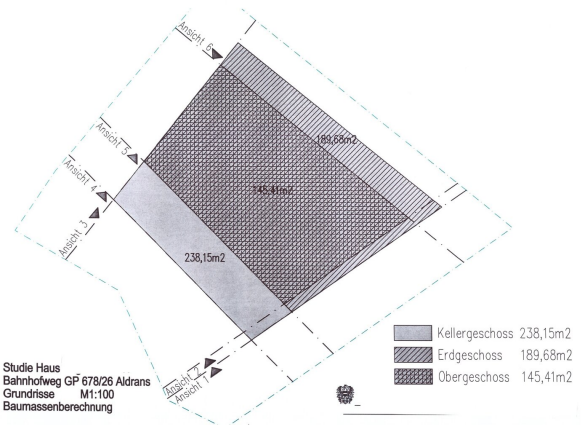 Ansicht 6
189,68m2
Ansicht 5
145,41m2
Ansicht 4
Ansicht 3
238,15m2
Kellergeschoss 238,15m2
Erdgeschoss 189,68m2
Obergeschoss 145,41m2
Ansicht 2
Ansicht 1
Studie Haus
Bahnhofweg GP 678/26 Aldrans
Grundrisse M1:100
Baumassenberechnung